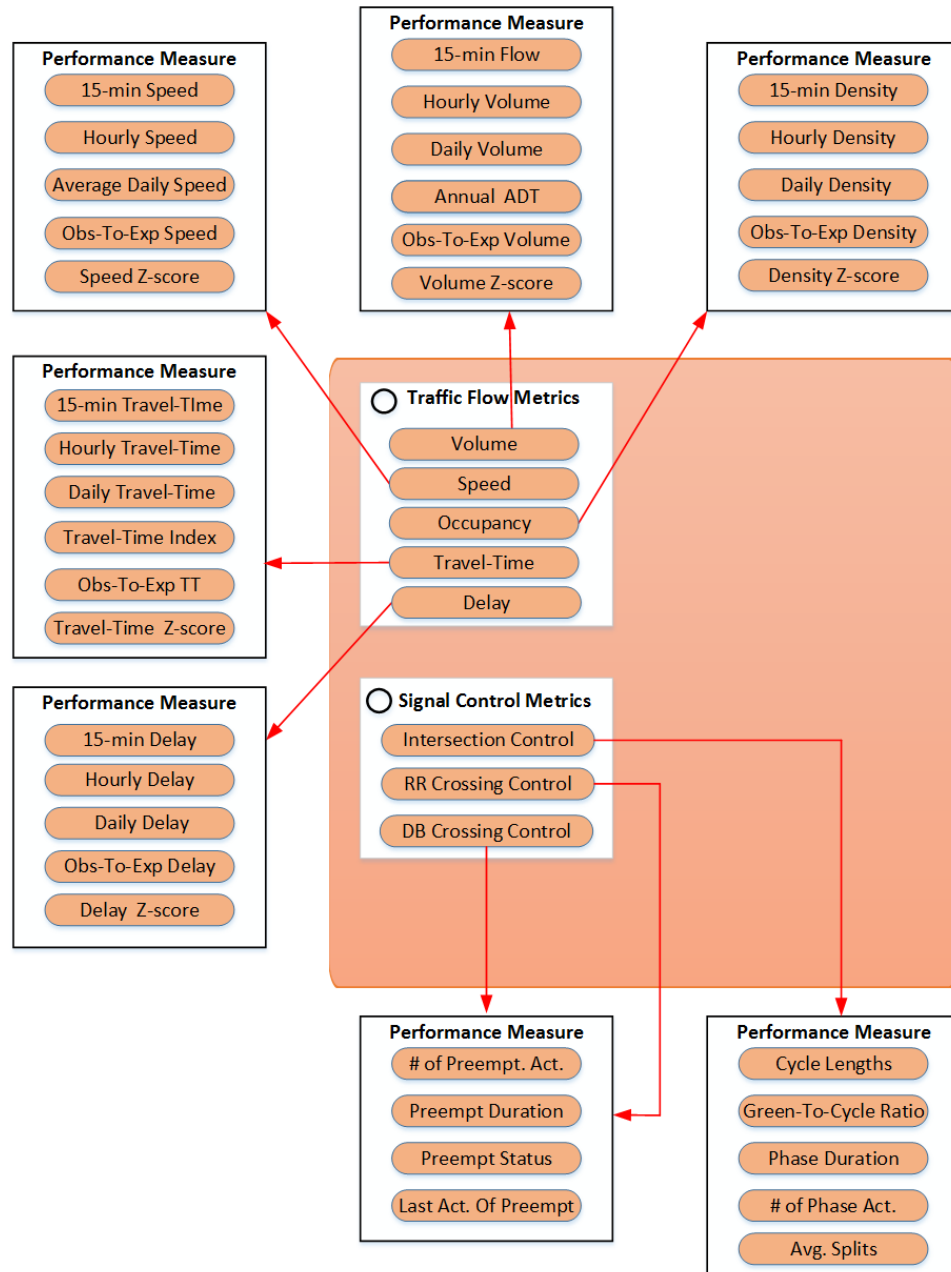 Performance Measure
15-min Speed
Hourly Speed
Average Daily Speed
Obs-To-Exp Speed
Speed Z-score
Performance Measure
15-min Flow
Hourly Volume
Daily Volume
Annual ADT
Obs-To-Exp Volume
Volume Z-score
Performance Measure
15-min Density
Hourly Density
Daily Density
Obs-To-Exp Density
Density Z-score
Performance Measure
15-min Travel-TIme
Hourly Travel-Time
Daily Travel-Time
Travel-Time Index
Obs-To-Exp TT
Travel-Time Z-score
Traffic Flow Metrics
Volume
Speed
Occupancy
Travel-Time
Delay
Performance Measure
15-min Delay
Hourly Delay
Daily Delay
Obs-To-Exp Delay
Delay Z-score
Signal Control Metrics
Intersection Control
RR Crossing Control
DB Crossing Control
Performance Measure
# of Preempt. Act.
Preempt Duration
Preempt Status
Last Act. Of Preempt
Performance Measure
Cycle Lengths
Green-To-Cycle Ratio
Phase Duration
# of Phase Act.
Avg. Splits